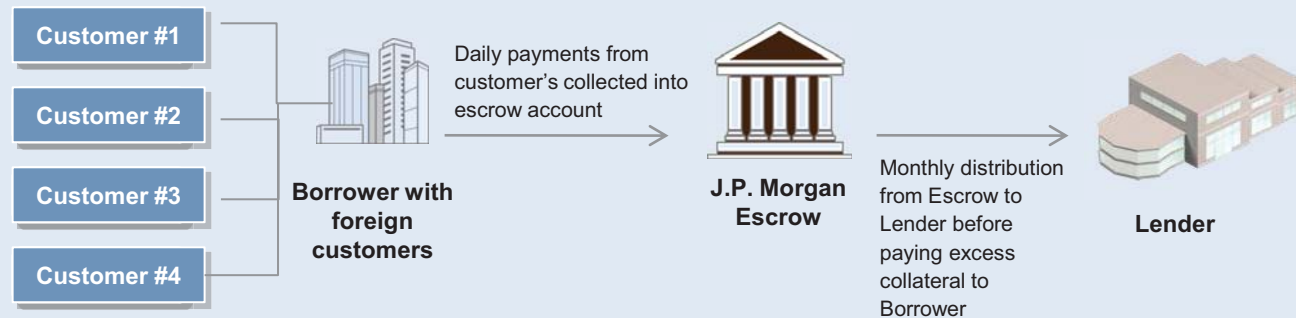 Customer #1
Customer #2
Customer #3
Customer #4
Borrower with
foreign
customers
Daily payments from
customer's collected into
escrow account
J.P. Morgan
Escrow
Monthly distribution
from Escrow to
Lender before
paying excess
collateral to
Borrower
Lender